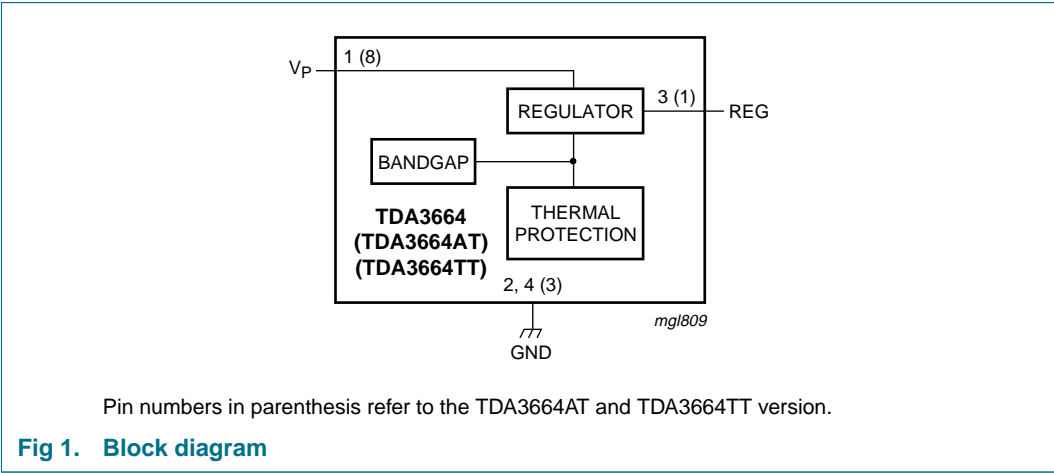 1 (8)
VP
REGULATOR
3 (1)
REG
BANDGAP
TDA3664
(TDA3664AT)
(TDA3664TT)
THERMAL
PROTECTION
2, 4 (3)
mgl809
GND
Pin numbers in parenthesis refer to the TDA3664AT and TDA3664TT version.
Fig 1. Block diagram